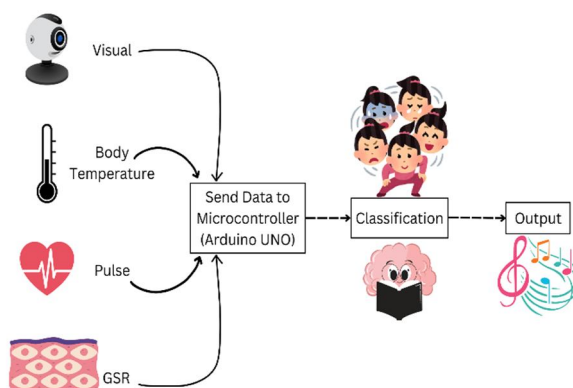 Visual
Body
Temperature
Send Data to
Microcontroller
(Arduino UNO)
Classification
Output
Pulse
GSR